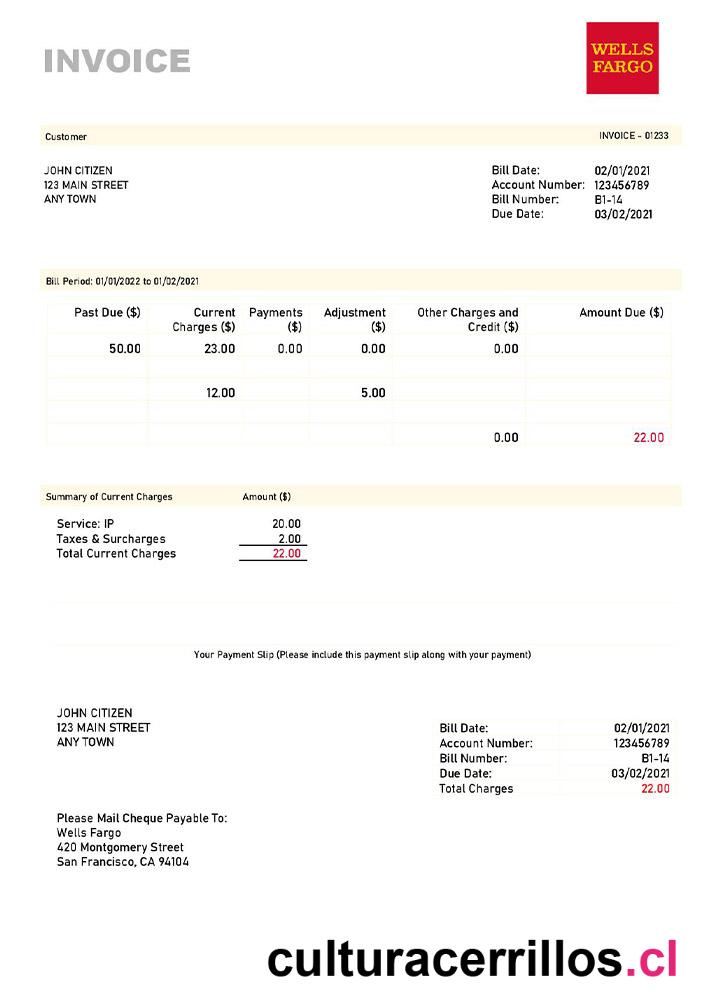 INVOICE
WELLS
FARGO
Customer INVOICE - 01233
JOHN CITIZEN
123 MAIN STREET
ANY TOWN
Bill Date: 02/01/2021
Account Number: 123456789
Bill Number: B1-14
Due Date: 03/02/2021
Bill Period: 01/01/2022 to 01/02/2021
Past Due ($) Current Charges ($) Payments ($) Adjustment ($) Other Charges and Credit ($) Amount Due ($)
50.00 23.00 0.00 0.00 0.00
12.00 5.00
0.00 22.00
Summary of Current Charges Amount ($)
Service: IP 20.00
Taxes & Surcharges 2.00
Total Current Charges 22.00
Your Payment Slip (Please include this payment slip along with your payment)
JOHN CITIZEN
123 MAIN STREET
ANY TOWN
Bill Date: 02/01/2021
Account Number: 123456789
Bill Number: B1-14
Due Date: 03/02/2021
Total Charges 22.00
Please Mail Cheque Payable To:
Wells Fargo
420 Montgomery Street
San Francisco, CA 94104
culturacerrillos.cl